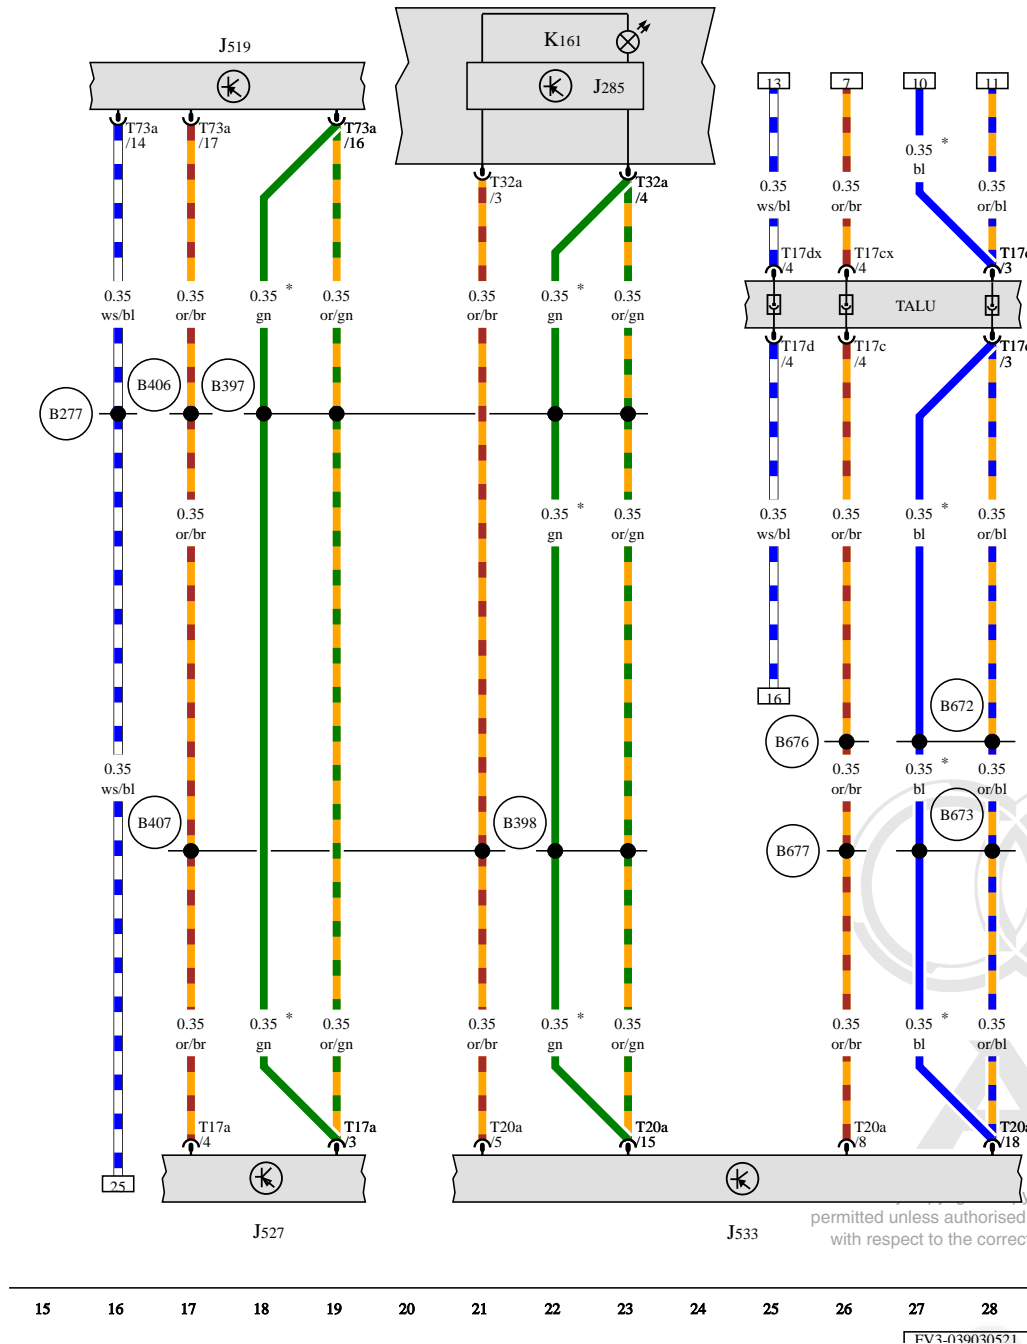 J519
K161
J285
13
7
10
11
T73a
/14
T73a
/17
T73a
/16
T32a
/3
T32a
/4
0.35 *
bl
0.35
ws/bl
0.35
or/br
0.35
or/bl
T17dx
/4
T17cx
/4
/3
TALU
0.35
ws/bl
0.35
or/br
0.35 *
gn
0.35
or/gn
0.35
or/br
0.35 *
gn
0.35
or/gn
T17d
/4
T17c
/4
/3
B277
B406
B397
0.35
or/br
0.35 *
gn
0.35
or/gn
0.35
ws/bl
0.35
or/br
0.35 *
bl
0.35
or/bl
16
B672
B676
0.35
ws/bl
0.35
or/br
0.35 *
bl
0.35
or/bl
B407
B398
B673
B677
0.35
or/br
0.35 *
gn
0.35
or/gn
0.35
or/br
0.35 *
gn
0.35
or/gn
0.35
or/br
0.35 *
bl
0.35
or/bl
T17a
/4
T17a
/3
T20a
/5
T20a
/15
T20a
/8
T20a
/18
25
J527
J533
permitted unless authorised
with respect to the correc
15 16 17 18 19 20 21 22 23 24 25 26 27 28
EV3-039030521